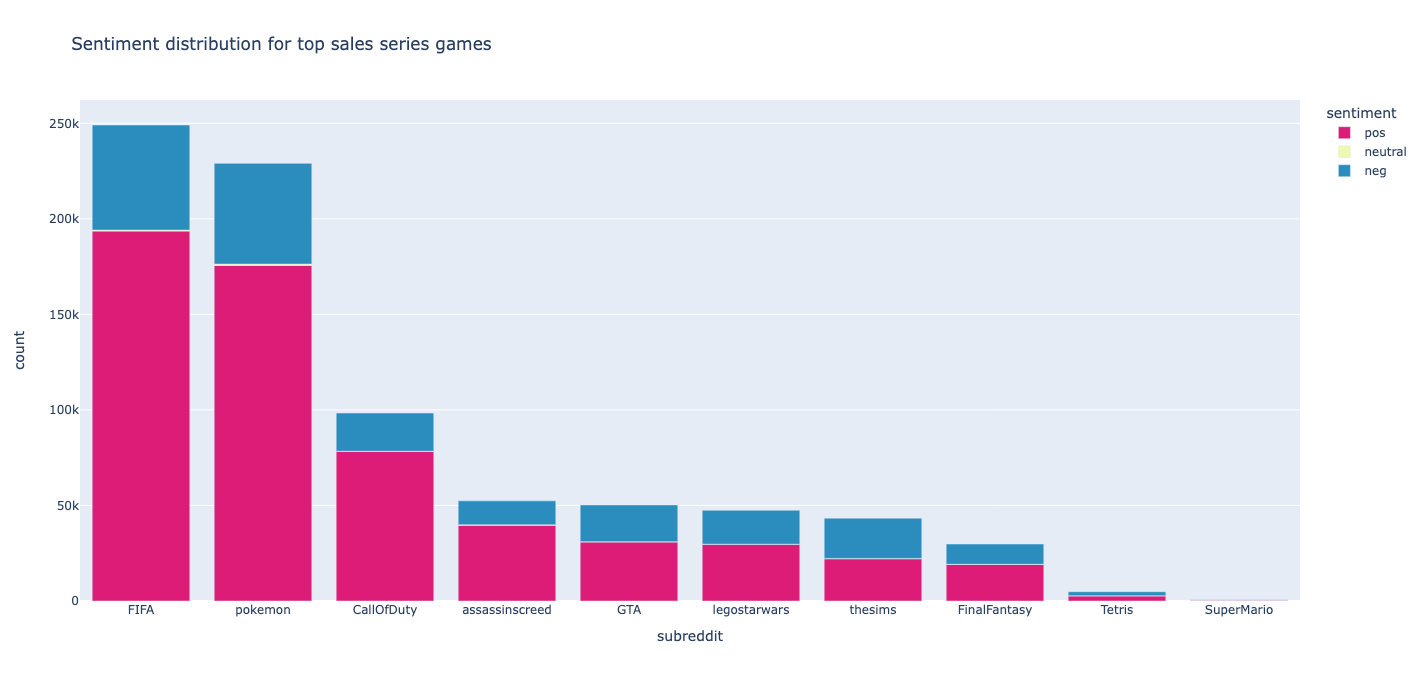 Sentiment distribution for top sales series games
sentiment
pos
neutral
neg
count
250k
200k
150k
100k
50k
0
FIFA
pokemon
CallOfDuty
assassinscreed
GTA
legostarwars
thesims
FinalFantasy
Tetris
SuperMario
subreddit